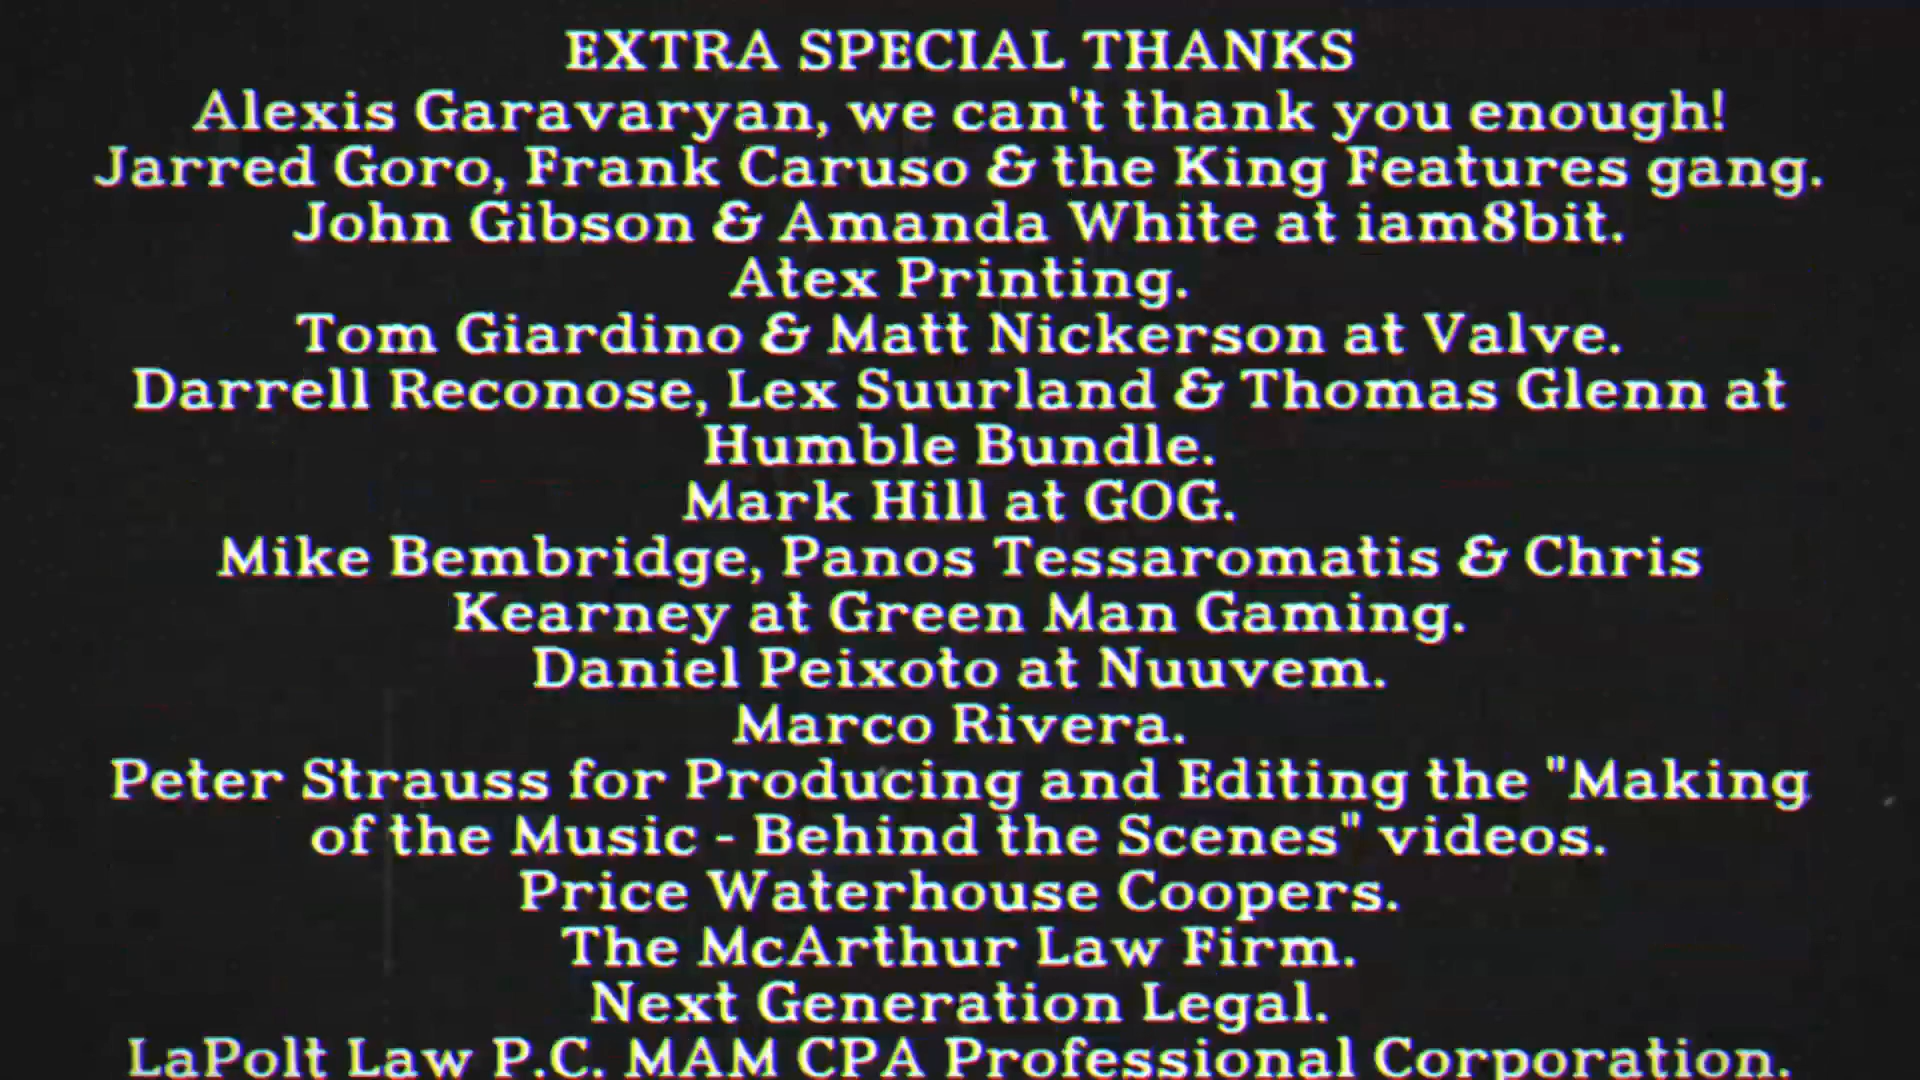 EXTRA SPECIAL THANKS
Alexis Garavaryan, we can't thank you enough!
Jarred Goro, Frank Caruso & the King Features gang.
John Gibson & Amanda White at iam8bit.
Atex Printing.
Tom Giardino & Matt Nickerson at Valve.
Darrell Reconose, Lex Suurland & Thomas Glenn at
Humble Bundle.
Mark Hill at GOG.
Mike Bembridge, Panos Tessaromatis & Chris
Kearney at Green Man Gaming.
Daniel Peixoto at Nuuvem.
Marco Rivera.
Peter Strauss for Producing and Editing the "Making
of the Music - Behind the Scenes" videos.
Price Waterhouse Coopers.
The McArthur Law Firm.
Next Generation Legal.
LaPolt Law P.C. MAM CPA Professional Corporation.